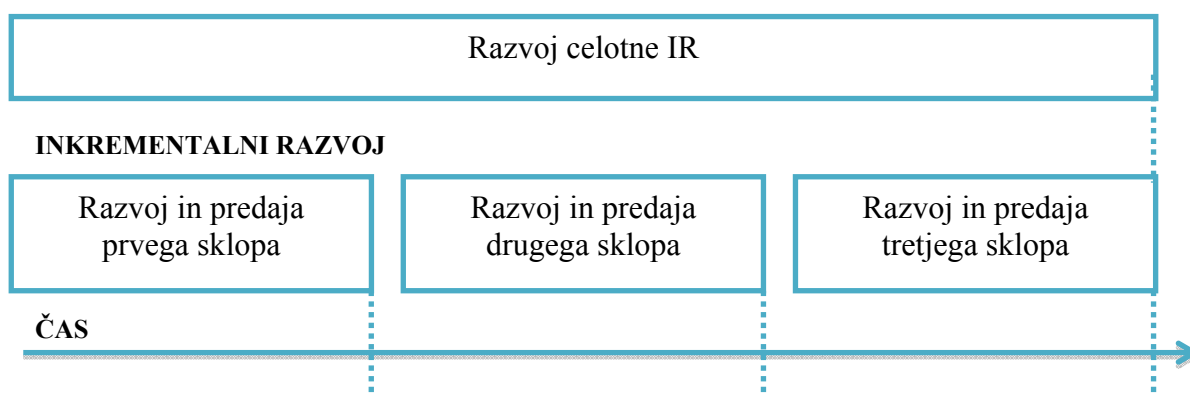 Razvoj celotne IR
INKREMENTALNI RAZVOJ
Razvoj in predaja
prvega sklopa
Razvoj in predaja
drugega sklopa
Razvoj in predaja
tretjega sklopa
ČAS